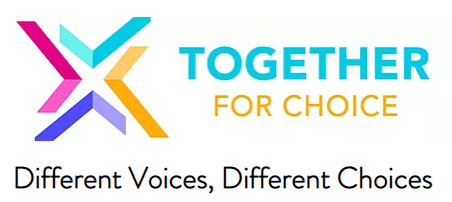 TOGETHER
FOR CHOICE
Different Voices, Different Choices